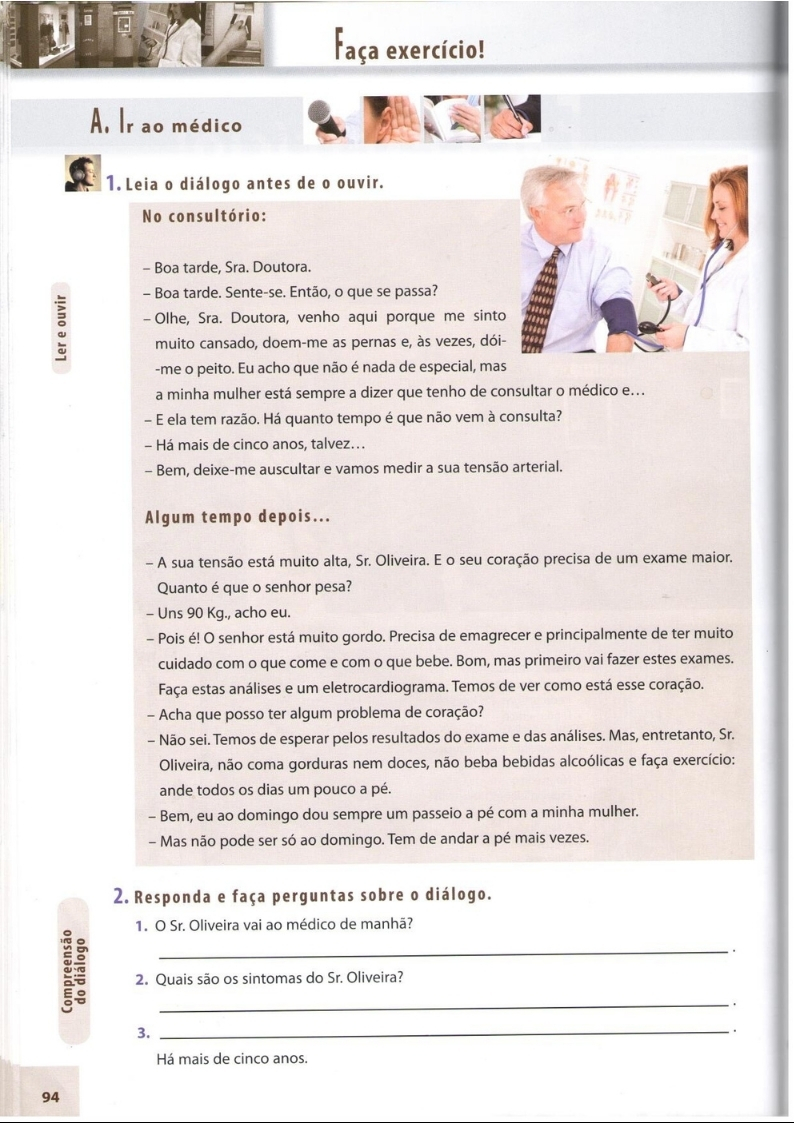 Faça exercício!
A. Ir ao médico
1. Leia o diálogo antes de o ouvir.
No consultório:
– Boa tarde, Sra. Doutora.
– Boa tarde. Sente-se. Então, o que se passa?
– Olhe, Sra. Doutora, venho aqui porque me sinto
muito cansado, doem-me as pernas e, às vezes, dói-
-me o peito. Eu acho que não é nada de especial, mas
a minha mulher está sempre a dizer que tenho de consultar o médico e...
– E ela tem razão. Há quanto tempo é que não vem à consulta?
– Há mais de cinco anos, talvez...
– Bem, deixe-me auscultar e vamos medir a sua tensão arterial.
Ler e ouvir
Algum tempo depois...
– A sua tensão está muito alta, Sr. Oliveira. E o seu coração precisa de um exame maior.
Quanto é que o senhor pesa?
– Uns 90 Kg., acho eu.
– Pois é! O senhor está muito gordo. Precisa de emagrecer e principalmente de ter muito
cuidado com o que come e com o que bebe. Bom, mas primeiro vai fazer estes exames.
Faça estas análises e um eletrocardiograma. Temos de ver como está esse coração.
– Acha que posso ter algum problema de coração?
– Não sei. Temos de esperar pelos resultados do exame e das análises. Mas, entretanto, Sr.
Oliveira, não coma gorduras nem doces, não beba bebidas alcoólicas e faça exercício:
ande todos os dias um pouco a pé.
– Bem, eu ao domingo dou sempre um passeio a pé com a minha mulher.
– Mas não pode ser só ao domingo. Tem de andar a pé mais vezes.
2. Responda e faça perguntas sobre o diálogo.
Compreensão
do diálogo
1. O Sr. Oliveira vai ao médico de manhã?
.
2. Quais são os sintomas do Sr. Oliveira?
.
3. .
Há mais de cinco anos.
94